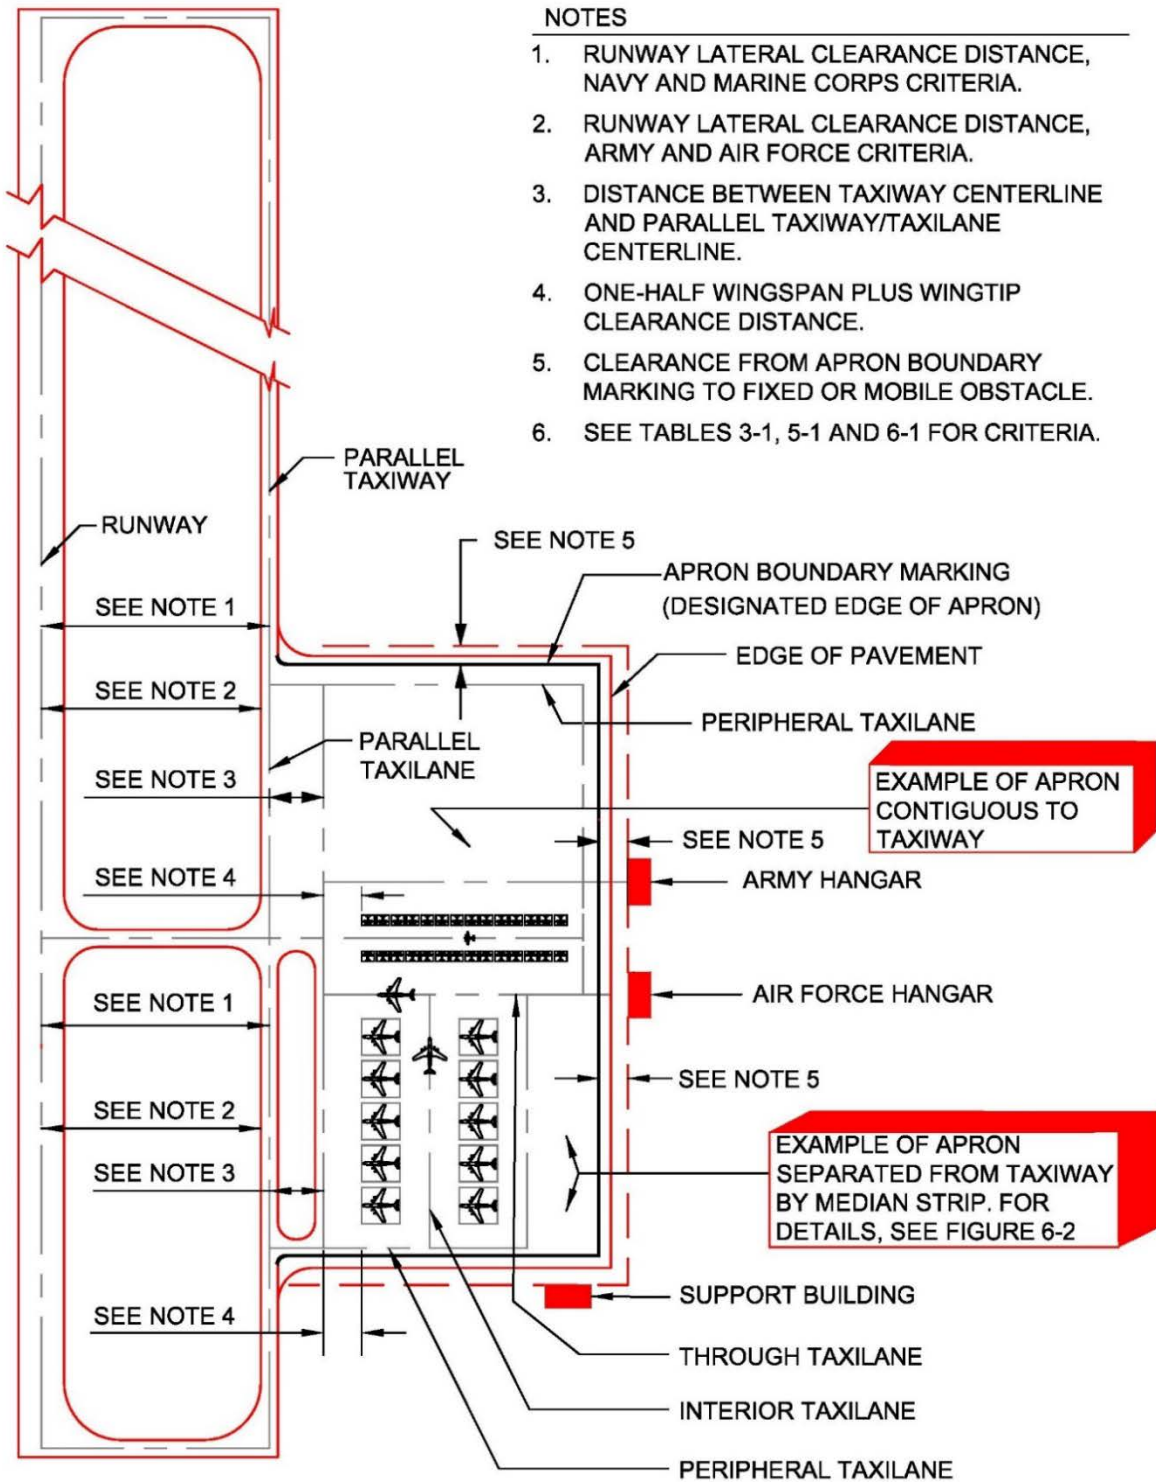 NOTES
1. RUNWAY LATERAL CLEARANCE DISTANCE,
NAVY AND MARINE CORPS CRITERIA.
2. RUNWAY LATERAL CLEARANCE DISTANCE,
ARMY AND AIR FORCE CRITERIA.
3. DISTANCE BETWEEN TAXIWAY CENTERLINE
AND PARALLEL TAXIWAY/TAXILANE
CENTERLINE.
4. ONE-HALF WINGSPAN PLUS WINGTIP
CLEARANCE DISTANCE.
5. CLEARANCE FROM APRON BOUNDARY
MARKING TO FIXED OR MOBILE OBSTACLE.
6. SEE TABLES 3-1, 5-1 AND 6-1 FOR CRITERIA.
PARALLEL
TAXIWAY
RUNWAY
SEE NOTE 5
APRON BOUNDARY MARKING
(DESIGNATED EDGE OF APRON)
SEE NOTE 1
EDGE OF PAVEMENT
SEE NOTE 2
PERIPHERAL TAXILANE
PARALLEL
TAXILANE
SEE NOTE 3
EXAMPLE OF APRON
CONTIGUOUS TO
TAXIWAY
SEE NOTE 5
SEE NOTE 4
ARMY HANGAR
SEE NOTE 1
AIR FORCE HANGAR
SEE NOTE 5
SEE NOTE 2
EXAMPLE OF APRON
SEPARATED FROM TAXIWAY
BY MEDIAN STRIP. FOR
DETAILS, SEE FIGURE 6-2
SEE NOTE 3
SUPPORT BUILDING
SEE NOTE 4
THROUGH TAXILANE
INTERIOR TAXILANE
PERIPHERAL TAXILANE